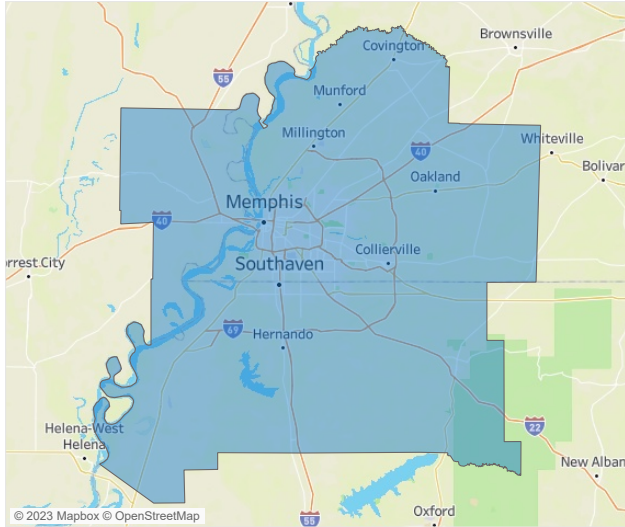 Covington
Brownsville
55
Munford
Millington
40
Whiteville
Bolivar
Oakland
Memphis
40
Collierville
rrest City
Southaven
69
Hernando
Helena-West
Helena
22
New Alban
© 2023 Mapbox © OpenStreetMap
55
Oxford